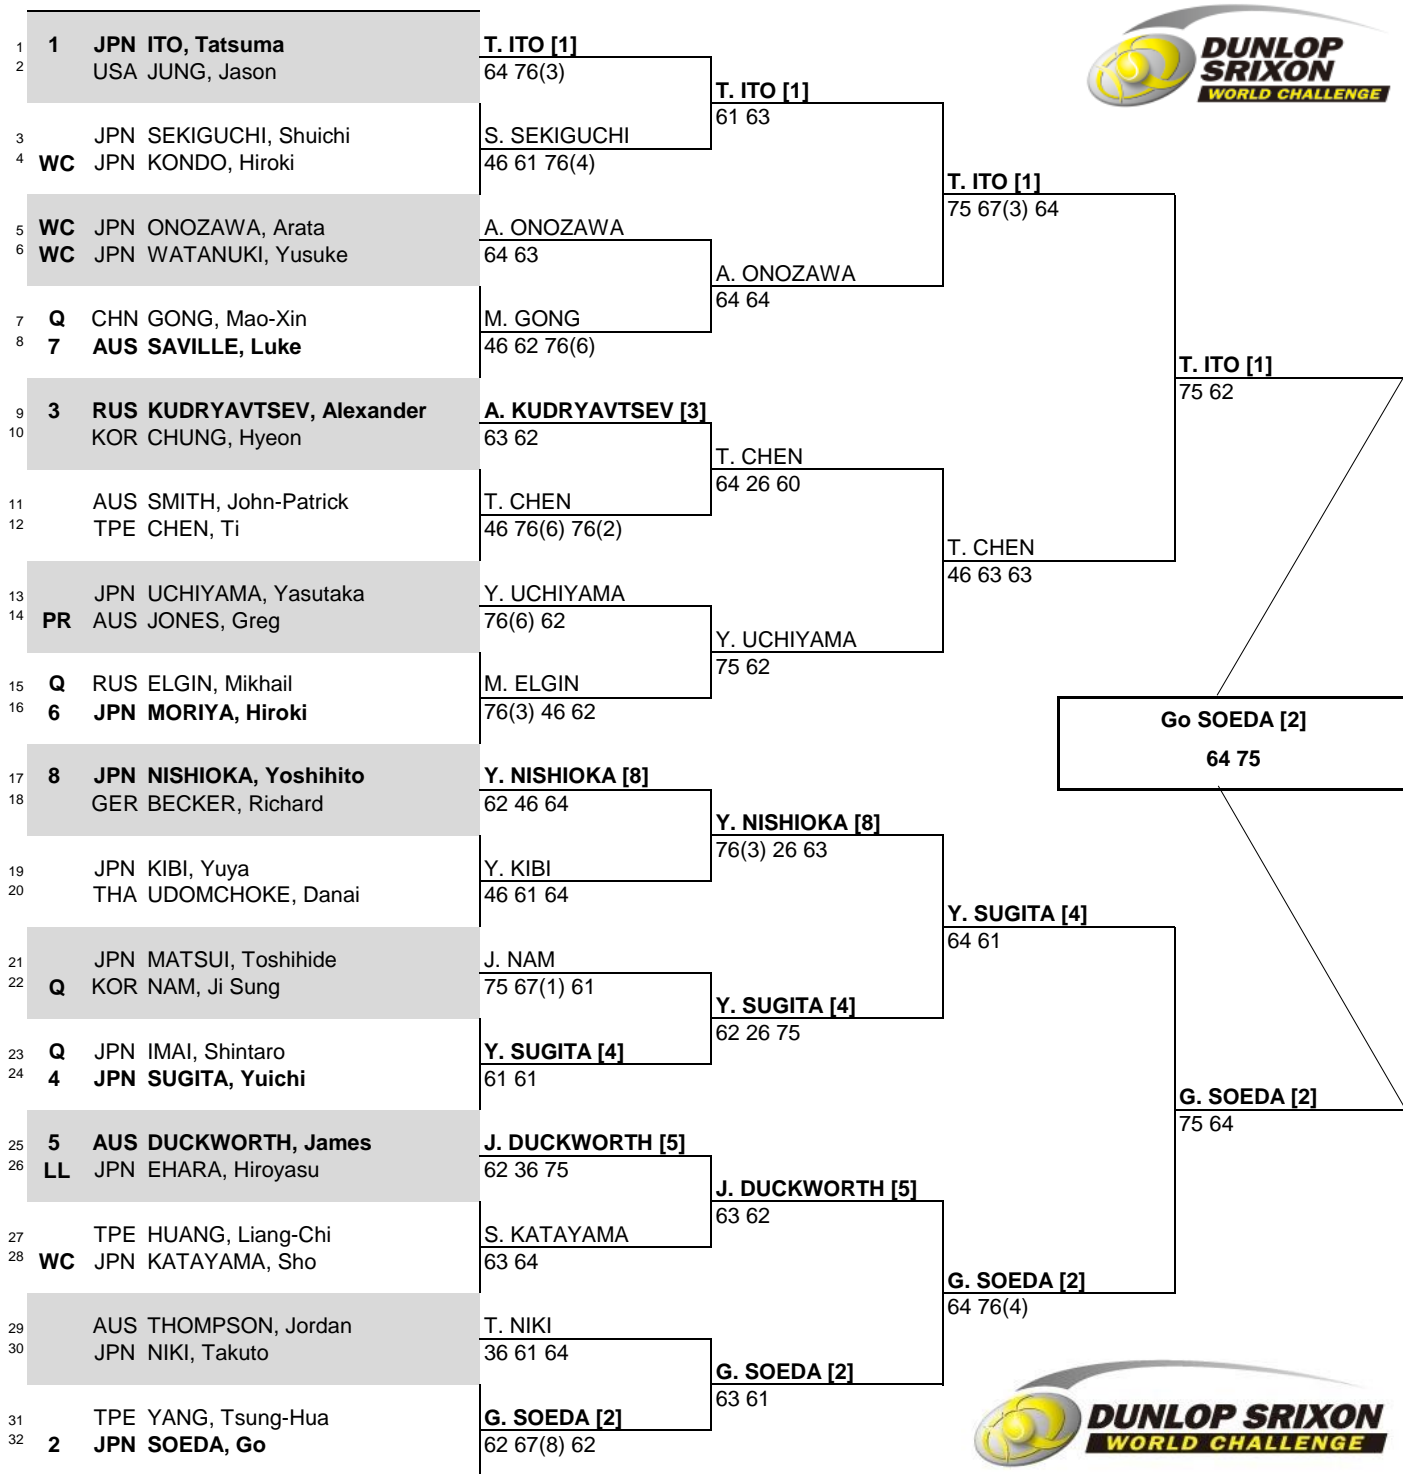 1 1 JPN ITO, Tatsuma
2 USA JUNG, Jason
3 JPN SEKIGUCHI, Shuichi
4 WC JPN KONDO, Hiroki
5 WC JPN ONOZAWA, Arata
6 WC JPN WATANUKI, Yusuke
7 Q CHN GONG, Mao-Xin
8 7 AUS SAVILLE, Luke
9 3 RUS KUDRYAVTSEV, Alexander
10 KOR CHUNG, Hyeon
11 AUS SMITH, John-Patrick
12 TPE CHEN, Ti
13 JPN UCHIYAMA, Yasutaka
14 PR AUS JONES, Greg
15 Q RUS ELGIN, Mikhail
16 6 JPN MORIYA, Hiroki
17 8 JPN NISHIOKA, Yoshihito
18 GER BECKER, Richard
19 JPN KIBI, Yuya
20 THA UDOMCHOKE, Danai
21 JPN MATSUI, Toshihide
22 Q KOR NAM, Ji Sung
23 Q JPN IMAI, Shintaro
24 4 JPN SUGITA, Yuichi
25 5 AUS DUCKWORTH, James
26 LL JPN EHARA, Hiroyasu
27 TPE HUANG, Liang-Chi
28 WC JPN KATAYAMA, Sho
29 AUS THOMPSON, Jordan
30 JPN NIKI, Takuto
31 TPE YANG, Tsung-Hua
32 2 JPN SOEDA, Go
T. ITO [1]
64 76(3)
S. SEKIGUCHI
46 61 76(4)
A. ONOZAWA
64 63
M. GONG
46 62 76(6)
A. KUDRYAVTSEV [3]
63 62
T. CHEN
46 76(6) 76(2)
Y. UCHIYAMA
76(6) 62
M. ELGIN
76(3) 46 62
Y. NISHIOKA [8]
62 46 64
Y. KIBI
46 61 64
J. NAM
75 67(1) 61
Y. SUGITA [4]
61 61
J. DUCKWORTH [5]
62 36 75
S. KATAYAMA
63 64
T. NIKI
36 61 64
G. SOEDA [2]
62 67(8) 62
T. ITO [1]
61 63
A. ONOZAWA
64 64
T. CHEN
64 26 60
Y. UCHIYAMA
75 62
Y. NISHIOKA [8]
76(3) 26 63
Y. SUGITA [4]
62 26 75
J. DUCKWORTH [5]
63 62
G. SOEDA [2]
63 61
T. ITO [1]
75 67(3) 64
T. CHEN
46 63 63
Y. SUGITA [4]
64 61
G. SOEDA [2]
64 76(4)
T. ITO [1]
75 62
G. SOEDA [2]
75 64
Go SOEDA [2]
64 75
DUNLOP
SRIXON
WORLD CHALLENGE
DUNLOP SRIXON
WORLD CHALLENGE